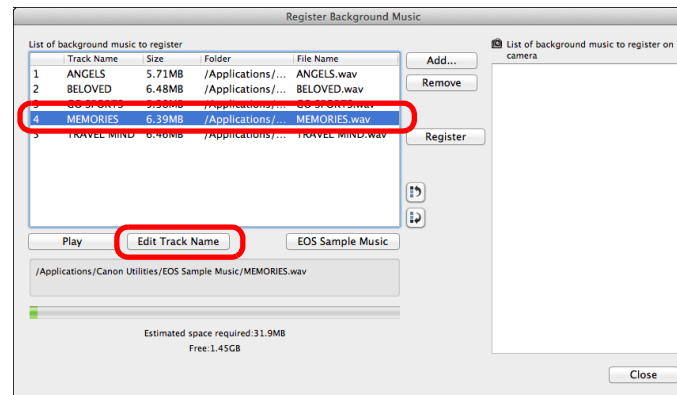 Register Background Music
List of background music to register
Track Name Size Folder File Name
1 ANGELS 5.71MB /Applications/... ANGELS.wav
2 BELOVED 6.48MB /Applications/... BELOVED.wav
3 GO SPORTS /Applications/... GO SPORTS.wav
4 MEMORIES 6.39MB /Applications/... MEMORIES.wav
5 TRAVEL MIND 6.46MB /Applications/... TRAVEL MIND.wav
Add...
Remove
Register
Play
Edit Track Name
EOS Sample Music
/Applications/Canon Utilities/EOS Sample Music/MEMORIES.wav
Estimated space required:31.9MB
Free:1.45GB
List of background music to register on
camera
Close